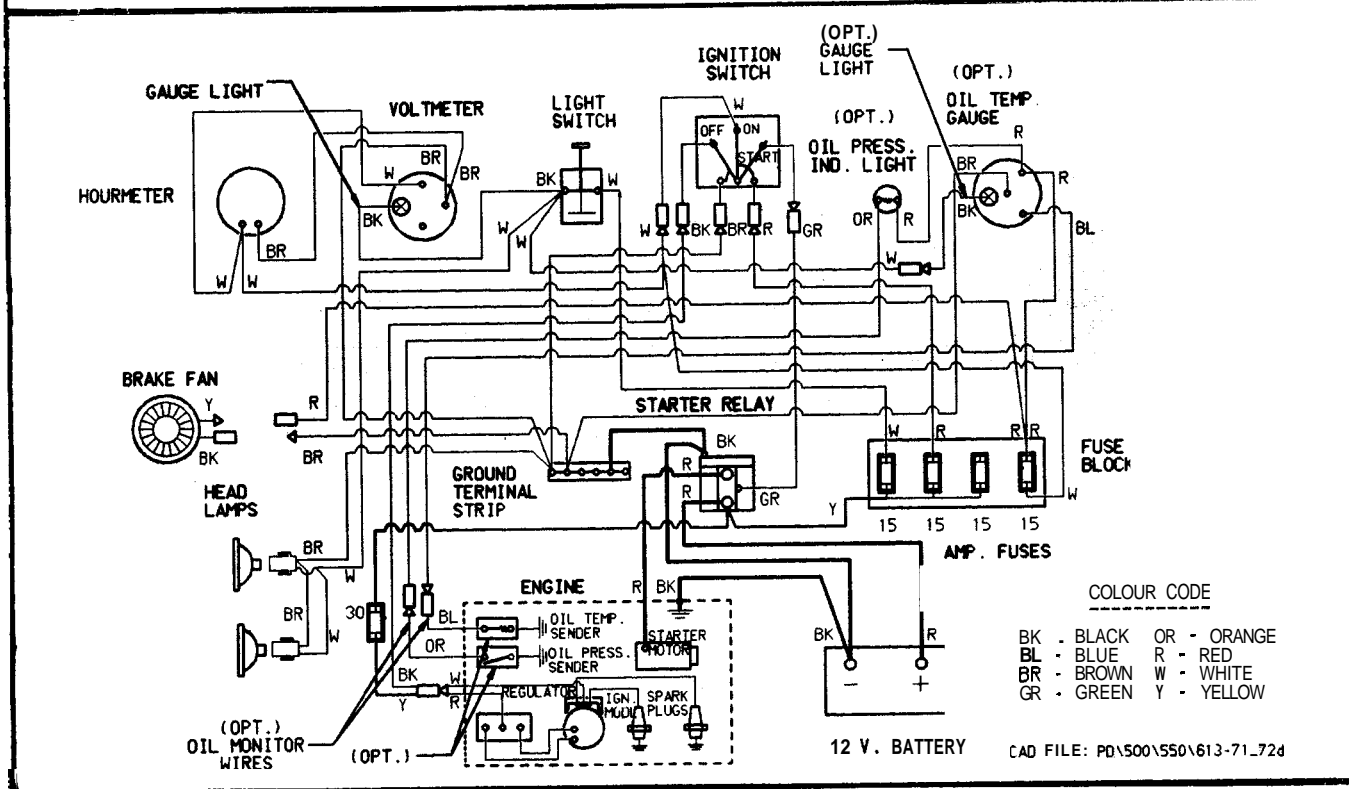 (OPT.)
GAUGE
LIGHT
IGNITION
SWITCH
(OPT.)
OIL TEMP.
GAUGE
GAUGE LIGHT
VOLTMETER
LIGHT
SWITCH
W
OFF
ON
START
(OPT.)
OIL PRESS.
IND. LIGHT
R
BR
BR
BR
W
BK
W
R
HOURMETER
BK
BK
OR
R
BL
W
W
W
BK
BR
R
GR
BR
W
W
W
BRAKE FAN
Y
R
STARTER RELAY
W
R
R
R
BK
BR
BK
FUSE
BLOCK
HEAD
LAMPS
GROUND
TERMINAL
STRIP
R
R
GR
Y
W
15
15
15
15
AMP. FUSES
BR
W
ENGINE
R
BK
30
BR
W
BL
OIL TEMP.
SENDER
OR
OIL PRESS.
SENDER
STARTER
MOTOR
BK
R
BK
W
Y
R
REGULATOR
IGN.
MODL
SPARK
PLUGS
-
+
(OPT.)
OIL MONITOR
WIRES
(OPT.)
12 V. BATTERY
COLOUR CODE
BK . BLACK OR - ORANGE
BL - BLUE R - RED
BR - BROWN W - WHITE
GR - GREEN Y - YELLOW
CAD FILE: PD\500\550\613-71_72d